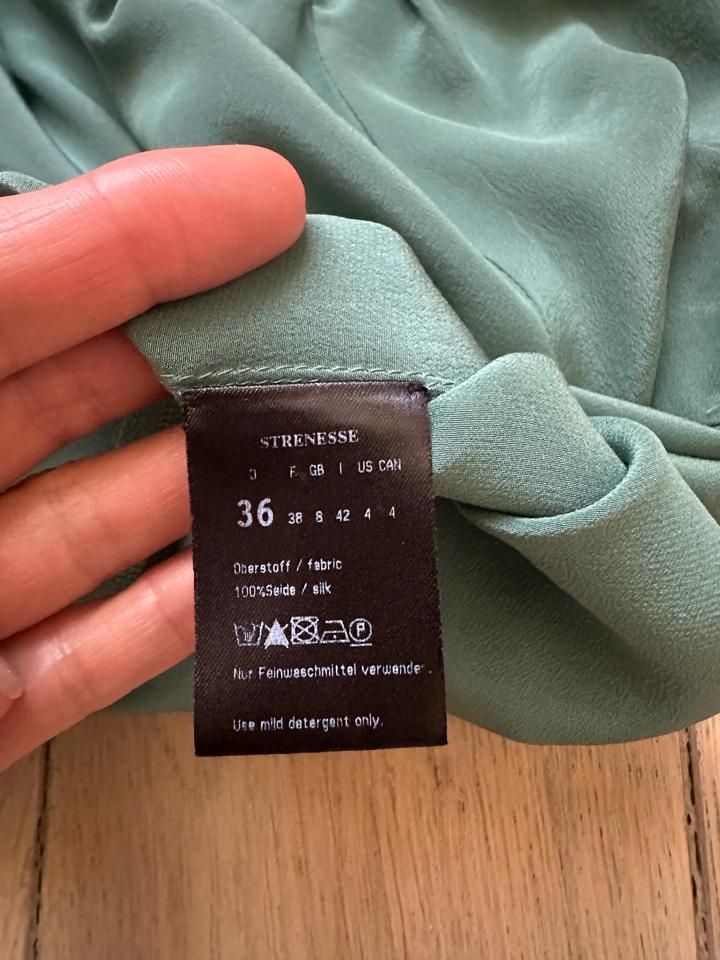 STRENESSE
F GB I US CAN
36 38 8 42 4 4
Oberstoff / fabric
100%Seide / silk
P
Nur Feinwaschmittel verwende
Use mild detergent only.